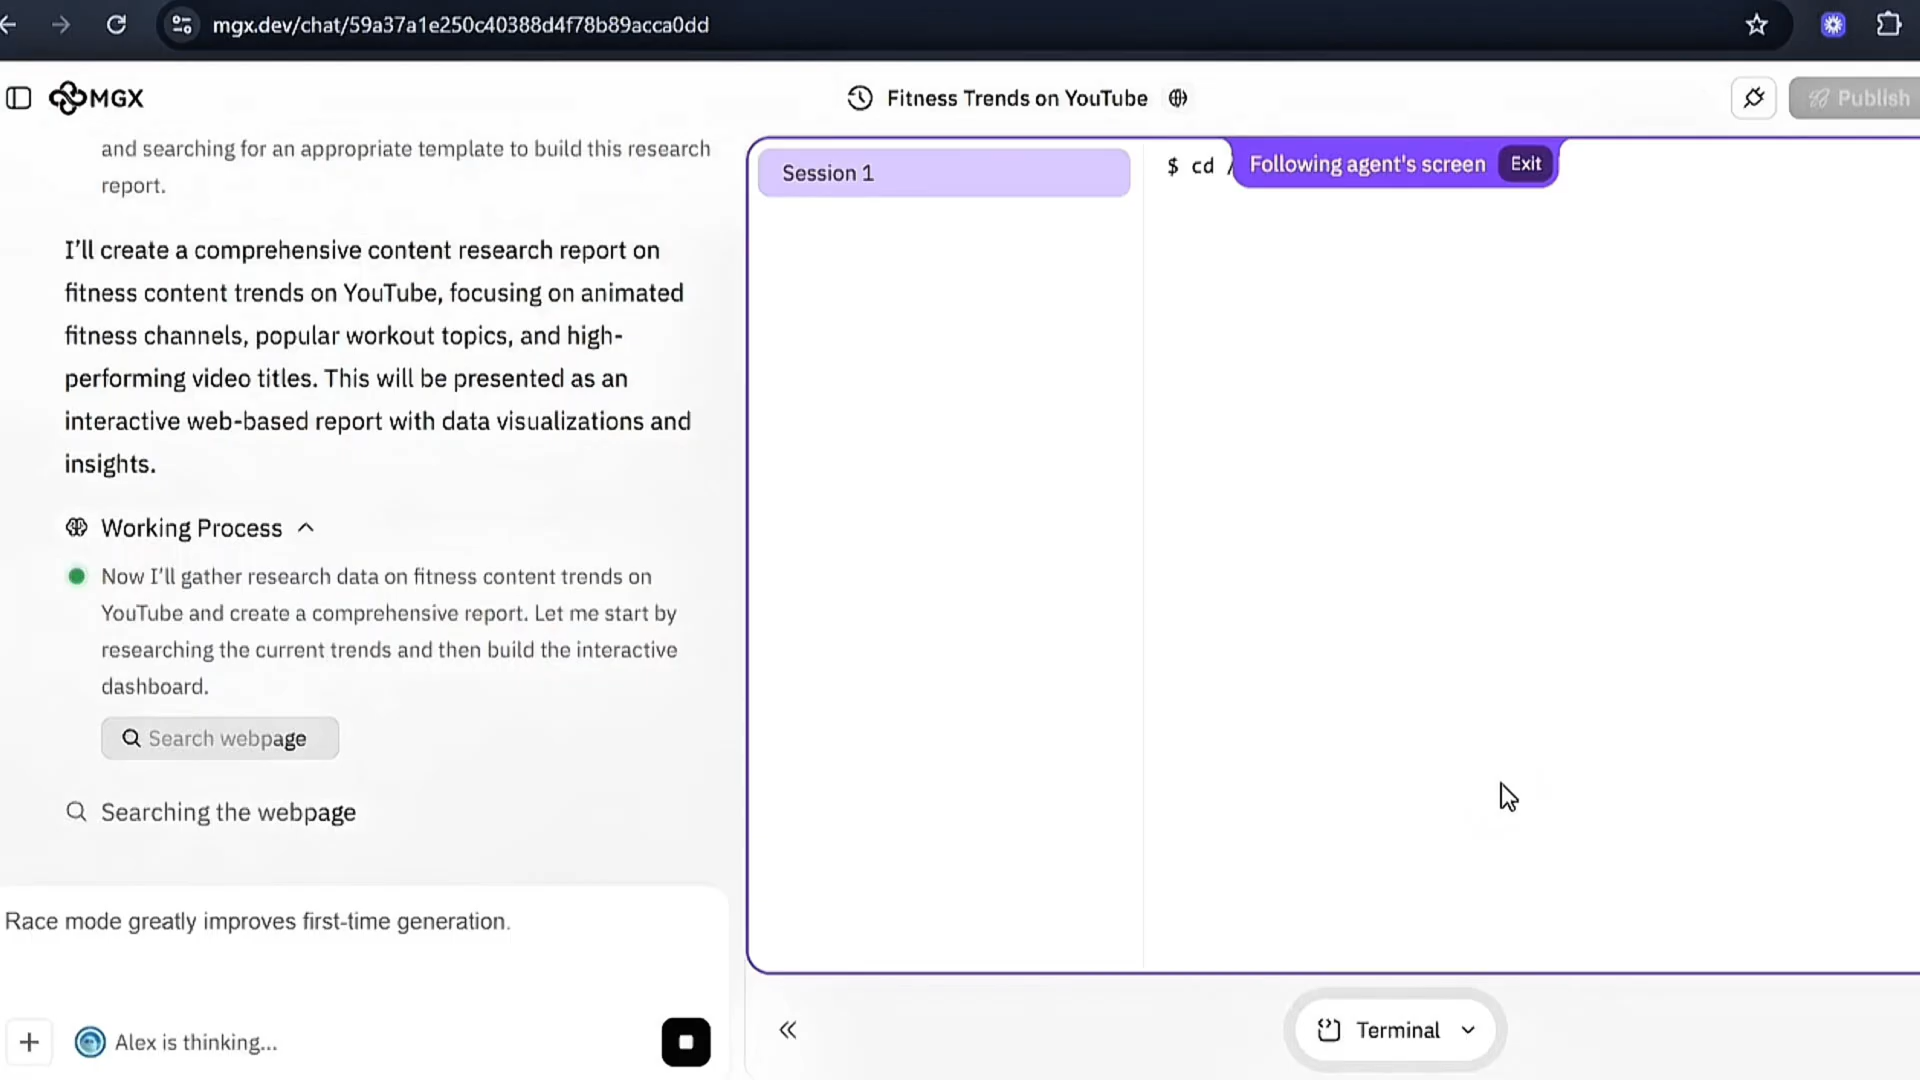 mgx.dev/chat/59a37a1e250c40388d4f78b89acca0dd
MGX
Fitness Trends on YouTube
Publish
and searching for an appropriate template to build this research
report.
I'll create a comprehensive content research report on
fitness content trends on YouTube, focusing on animated
fitness channels, popular workout topics, and high-
performing video titles. This will be presented as an
interactive web-based report with data visualizations and
insights.
Working Process
Now I'll gather research data on fitness content trends on
YouTube and create a comprehensive report. Let me start by
researching the current trends and then build the interactive
dashboard.
Search webpage
Searching the webpage
Race mode greatly improves first-time generation.
Alex is thinking...
Session 1
$ cd /
Following agent's screen Exit
Terminal